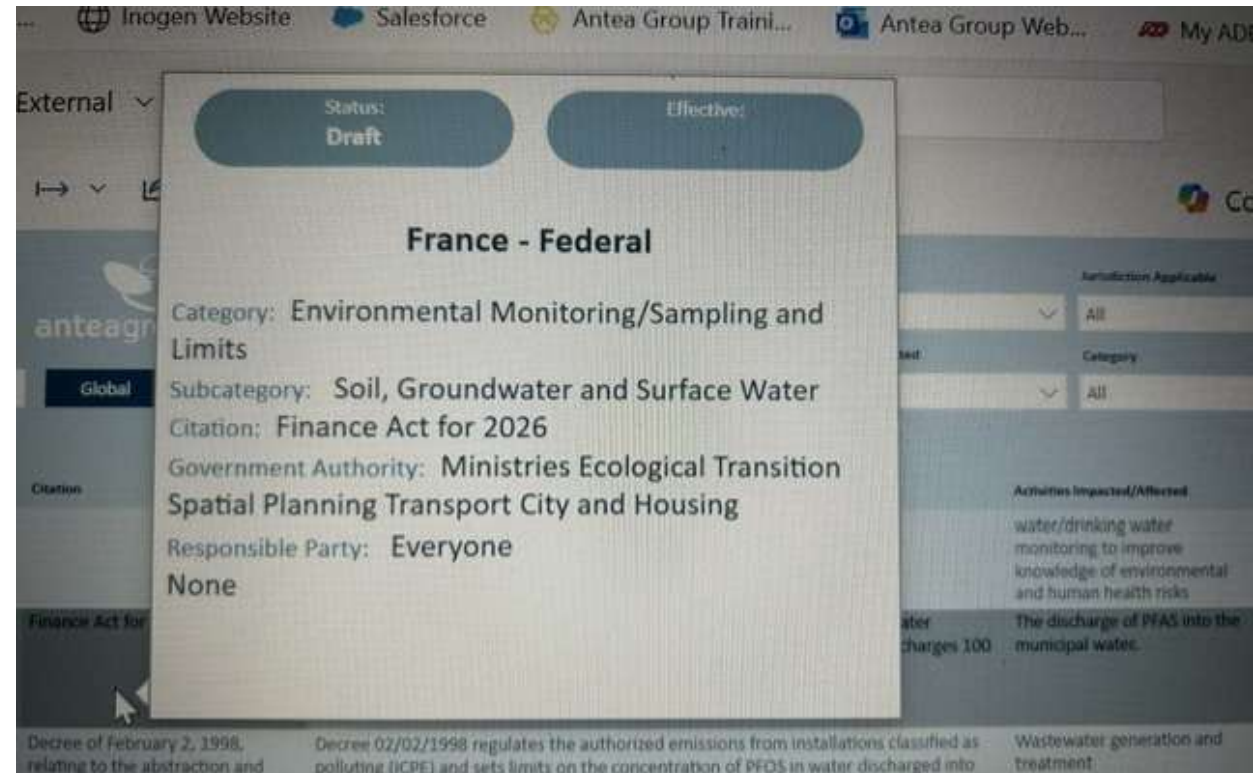 ... Inogen Website Salesforce Antea Group Traini... Antea Group Web... My AD
External
Status:
Draft
Effective:
Co
France - Federal
Jurisdiction Applicable
All
anteagr
Category: Environmental Monitoring/Sampling and
Limits
Category
All
Global
Subcategory: Soil, Groundwater and Surface Water
Citation: Finance Act for 2026
Government Authority: Ministries Ecological Transition
Spatial Planning Transport City and Housing
Citation
Activities Impacted/Affected
Responsible Party: Everyone
None
water/drinking water
monitoring to improve
knowledge of environmental
and human health risks
Finance Act for
charges 100
The discharge of PFAS into the
municipal water.
Decree of February 2, 1998,
relating to the abstraction and
Decree 02/02/1998 regulates the authorized emissions from installations classified as
polluting (ICPE) and sets limits on the concentration of PFOS in water discharged into
Wastewater generation and
treatment